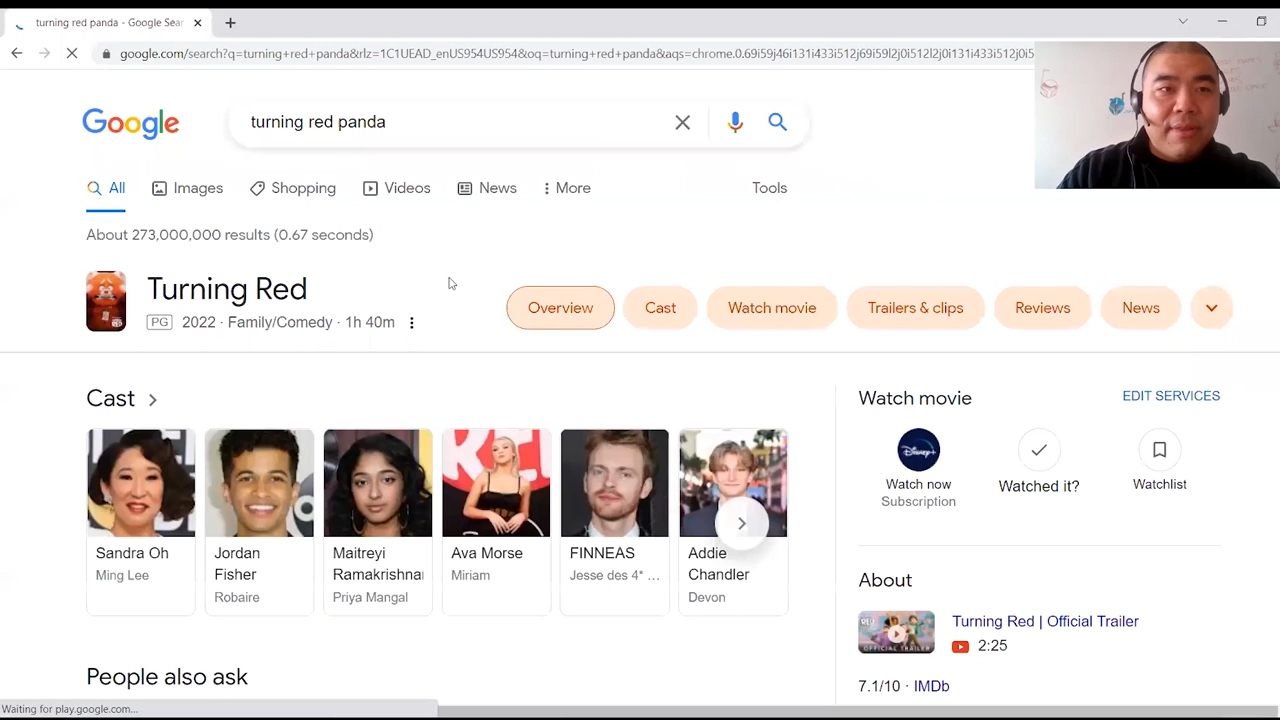 turning red panda - Google Sear
google.com/search?q=turning+red+panda&rlz=1C1UEAD_enUS954US954&oq=turning+red+panda&aqs=chrome.0.69i59j46i131i433i512j69i59l2j0i512l2j0i131i433i512j0i5
Google
turning red panda
All Images Shopping Videos News More Tools
About 273,000,000 results (0.67 seconds)
Turning Red
PG 2022 · Family/Comedy · 1h 40m
Overview Cast Watch movie Trailers & clips Reviews News
Cast
Sandra Oh
Ming Lee
Jordan
Fisher
Robaire
Maitreyi
Ramakrishna
Priya Mangal
Ava Morse
Miriam
FINNEAS
Jesse des 4* ...
Addie
Chandler
Devon
People also ask
Watch movie
EDIT SERVICES
Disney+
Watch now
Subscription
Watched it?
Watchlist
About
Turning Red | Official Trailer
2:25
7.1/10 · IMDb
Waiting for play.google.com...